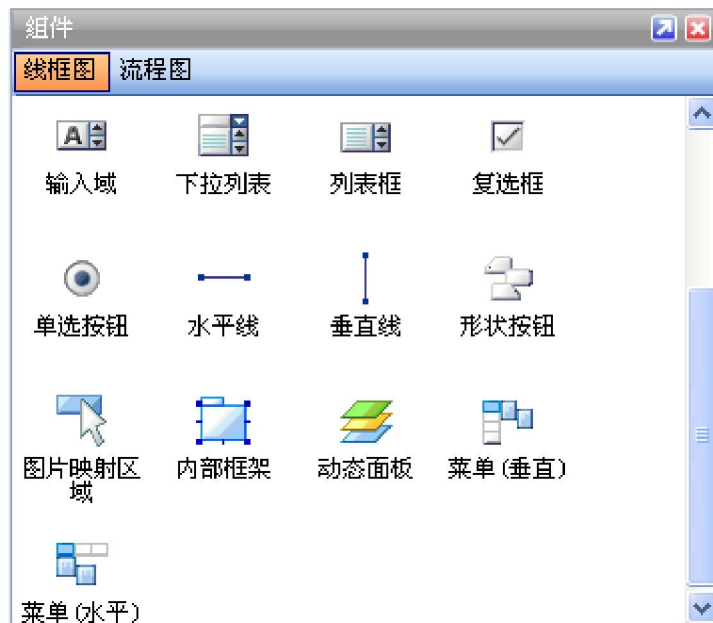 组件
线框图 流程图
输入域 下拉列表 列表框 复选框
单选按钮 水平线 垂直线 形状按钮
图片映射区域 内部框架 动态面板 菜单(垂直)
菜单(水平)